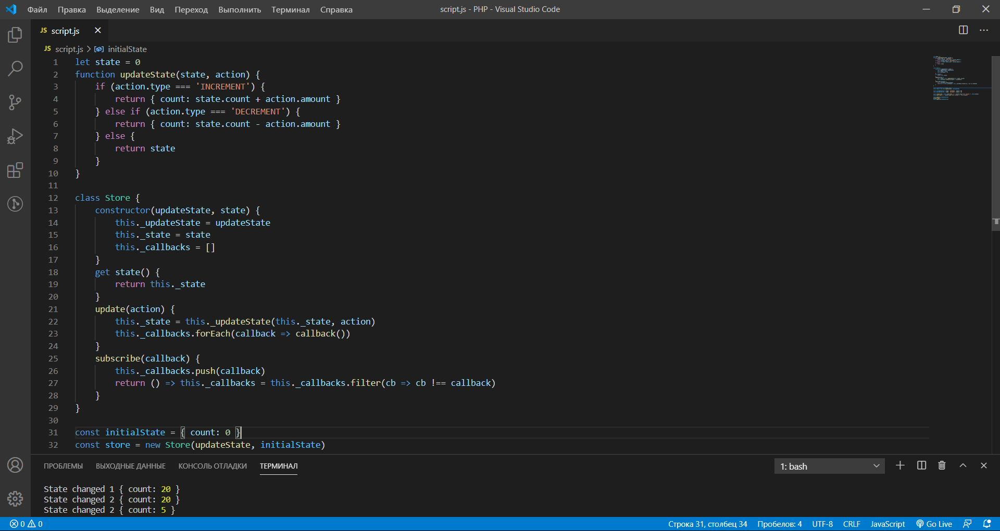 Файл Правка Выделение Вид Переход Выполнить Терминал Справка script.js - PHP - Visual Studio Code
JS script.js
JS script.js > initialState
1 let state = 0
2 function updateState(state, action) {
3     if (action.type === 'INCREMENT') {
4         return { count: state.count + action.amount }
5     } else if (action.type === 'DECREMENT') {
6         return { count: state.count - action.amount }
7     } else {
8         return state
9     }
10 }
11
12 class Store {
13     constructor(updateState, state) {
14         this._updateState = updateState
15         this._state = state
16         this._callbacks = []
17     }
18     get state() {
19         return this._state
20     }
21     update(action) {
22         this._state = this._updateState(this._state, action)
23         this._callbacks.forEach(callback => callback())
24     }
25     subscribe(callback) {
26         this._callbacks.push(callback)
27         return () => this._callbacks = this._callbacks.filter(cb => cb !== callback)
28     }
29 }
30
31 const initialState = { count: 0 }
32 const store = new Store(updateState, initialState)
ПРОБЛЕМЫ ВЫХОДНЫЕ ДАННЫЕ КОНСОЛЬ ОТЛАДКИ ТЕРМИНАЛ 1: bash
State changed 1 { count: 20 }
State changed 2 { count: 20 }
State changed 2 { count: 5 }
0 0 Строка 31, столбец 34 Пробелов: 4 UTF-8 CRLF JavaScript Go Live